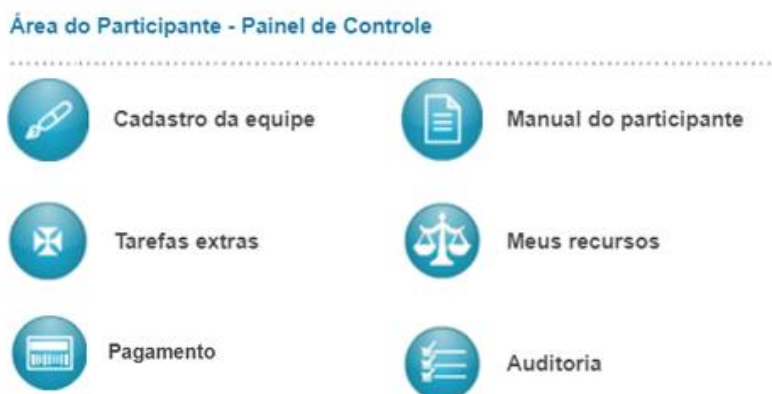 Área do Participante - Painel de Controle
Cadastro da equipe
Manual do participante
Tarefas extras
Meus recursos
Pagamento
Auditoria